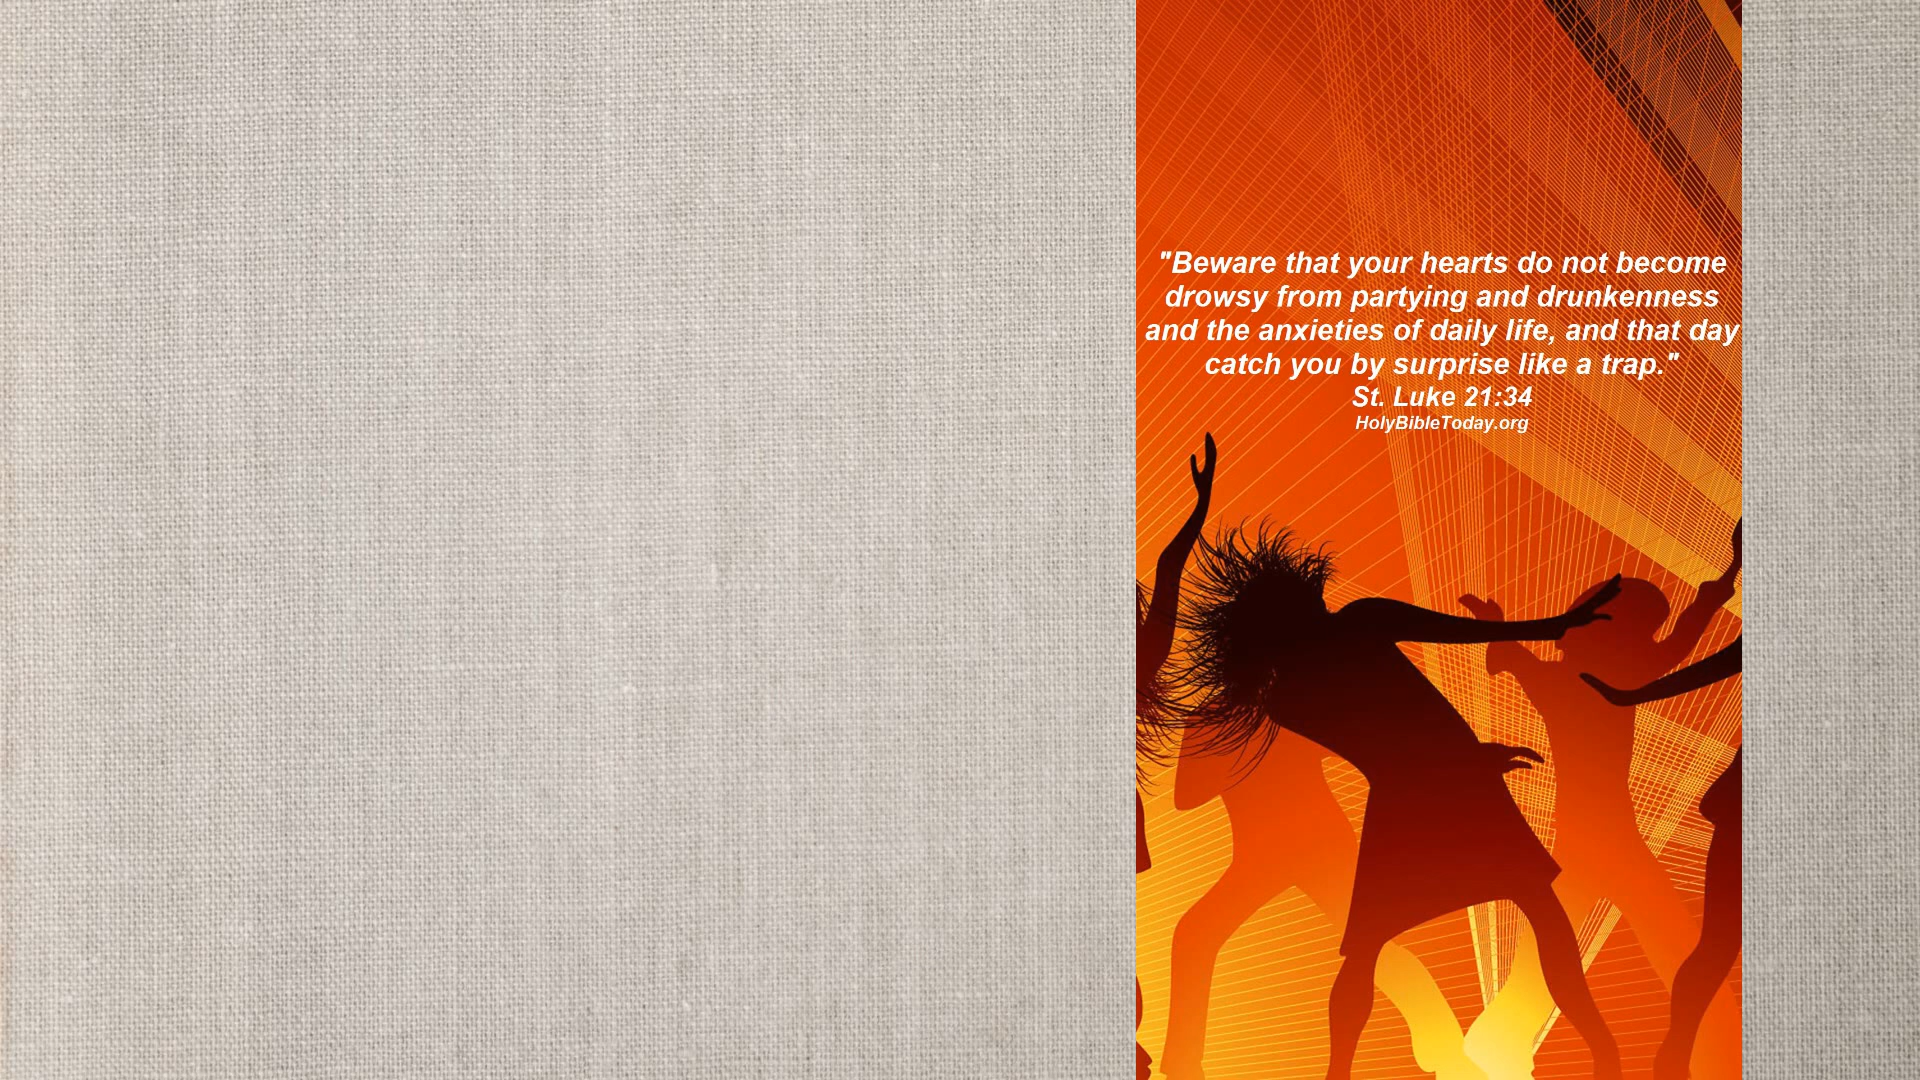 "Beware that your hearts do not become
drowsy from partying and drunkenness
and the anxieties of daily life, and that day
catch you by surprise like a trap."
St. Luke 21:34
HolyBibleToday.org